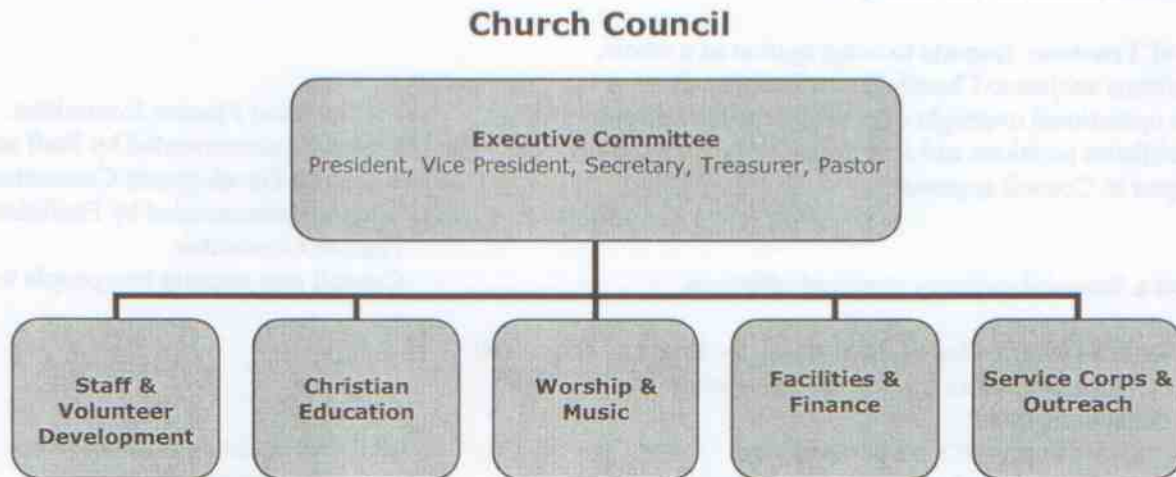 Church Council
Executive Committee
President, Vice President, Secretary, Treasurer, Pastor
Staff &
Volunteer
Development
Christian
Education
Worship &
Music
Facilities &
Finance
Service Corps &
Outreach